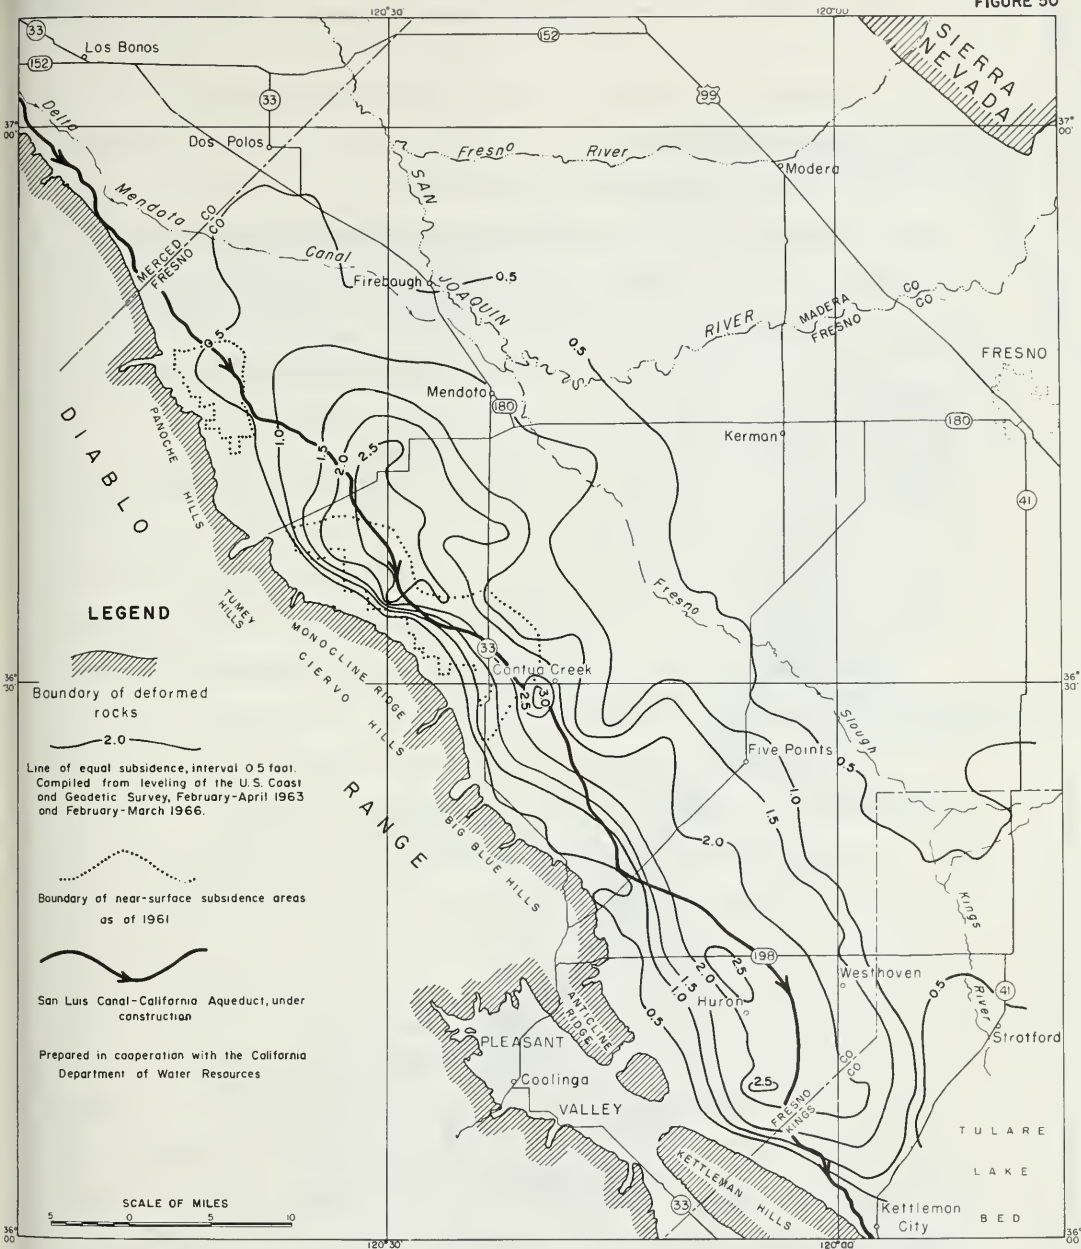 FIGURE 50
120°30'
120°00'
33
Los Bonos
152
152
33
99
SIERRA
NEVADA
37°
00'
37°
00'
Delta
Dos Polos
Fresno River
Modera
SAN
Mendota
CO
CO
MERCED
FRESNO
Canal
Firebaugh
0.5
JOAQUIN
RIVER
MADERA
FRESNO
CO
CO
0.5
0.5
FRESNO
Mendota
180
180
Kerman
DIABLO
PANOCHE
HILLS
1.0
1.5
2.0
2.5
41
LEGEND
TUMEY
HILLS
Fresno
Boundary of deformed
rocks
MONOCLINE RIDGE
CIERVO HILLS
33
Cantua Creek
36°
30'
36°
30'
2.5
3.0
2.0
Slough
Line of equal subsidence, interval 0.5 foot.
Compiled from leveling of the U.S. Coast
and Geodetic Survey, February-April 1963
and February-March 1966.
Five Points
0.5
RANGE
1.0
1.5
BIG BLUE HILLS
2.0
Boundary of near-surface subsidence areas
as of 1961
Kings
198
San Luis Canal-California Aqueduct, under
construction
2.5
2.0
1.5
1.0
0.5
Huron
Westhaven
0.5
River
41
Stratford
ANTICLINE
RIDGE
Prepared in cooperation with the California
Department of Water Resources
PLEASANT
Coalinga
VALLEY
2.5
CO
CO
FRESNO
KINGS
TULARE
LAKE
BED
KETTLEMAN HILLS
33
Kettleman
City
SCALE OF MILES
5 0 5 10
36°
00'
36°
00'
120°30'
120°00'